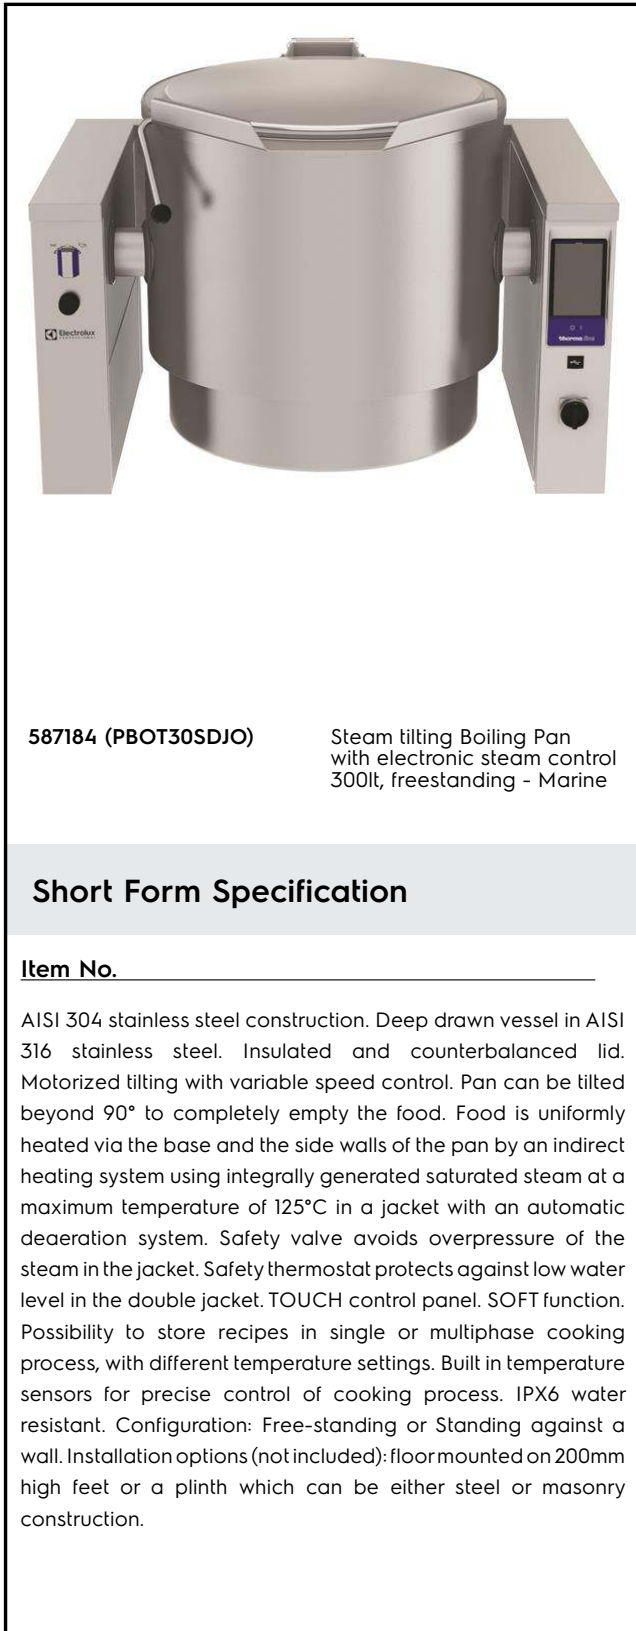 Electrolux
PROFESSIONAL
thermaline
587184 (PBOT30SDJO)
Steam tilting Boiling Pan
with electronic steam control
300lt, freestanding - Marine
Short Form Specification
Item No.
AISI 304 stainless steel construction. Deep drawn vessel in AISI
316 stainless steel. Insulated and counterbalanced lid.
Motorized tilting with variable speed control. Pan can be tilted
beyond 90° to completely empty the food. Food is uniformly
heated via the base and the side walls of the pan by an indirect
heating system using integrally generated saturated steam at a
maximum temperature of 125°C in a jacket with an automatic
deaeration system. Safety valve avoids overpressure of the
steam in the jacket. Safety thermostat protects against low water
level in the double jacket. TOUCH control panel. SOFT function.
Possibility to store recipes in single or multiphase cooking
process, with different temperature settings. Built in temperature
sensors for precise control of cooking process. IPX6 water
resistant. Configuration: Free-standing or Standing against a
wall. Installation options (not included): floor mounted on 200mm
high feet or a plinth which can be either steel or masonry
construction.